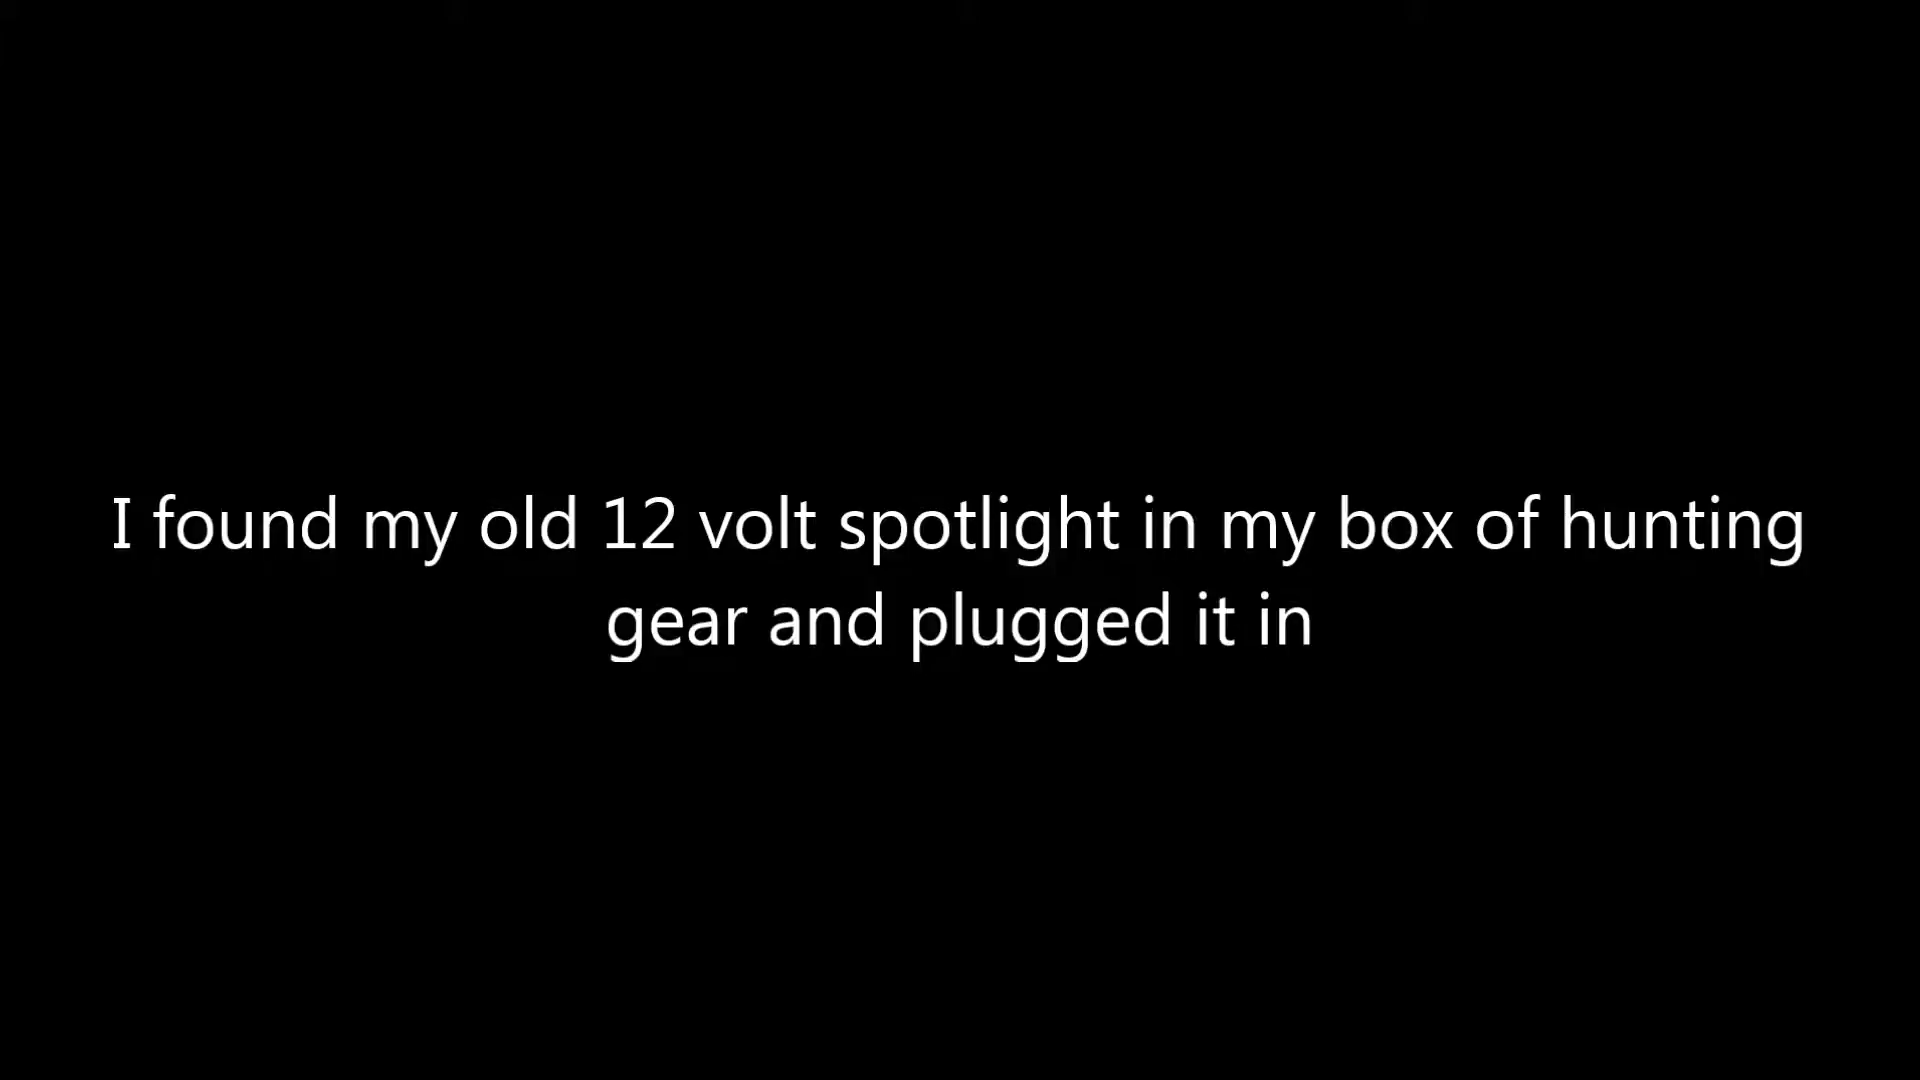 I found my old 12 volt spotlight in my box of hunting
gear and plugged it in